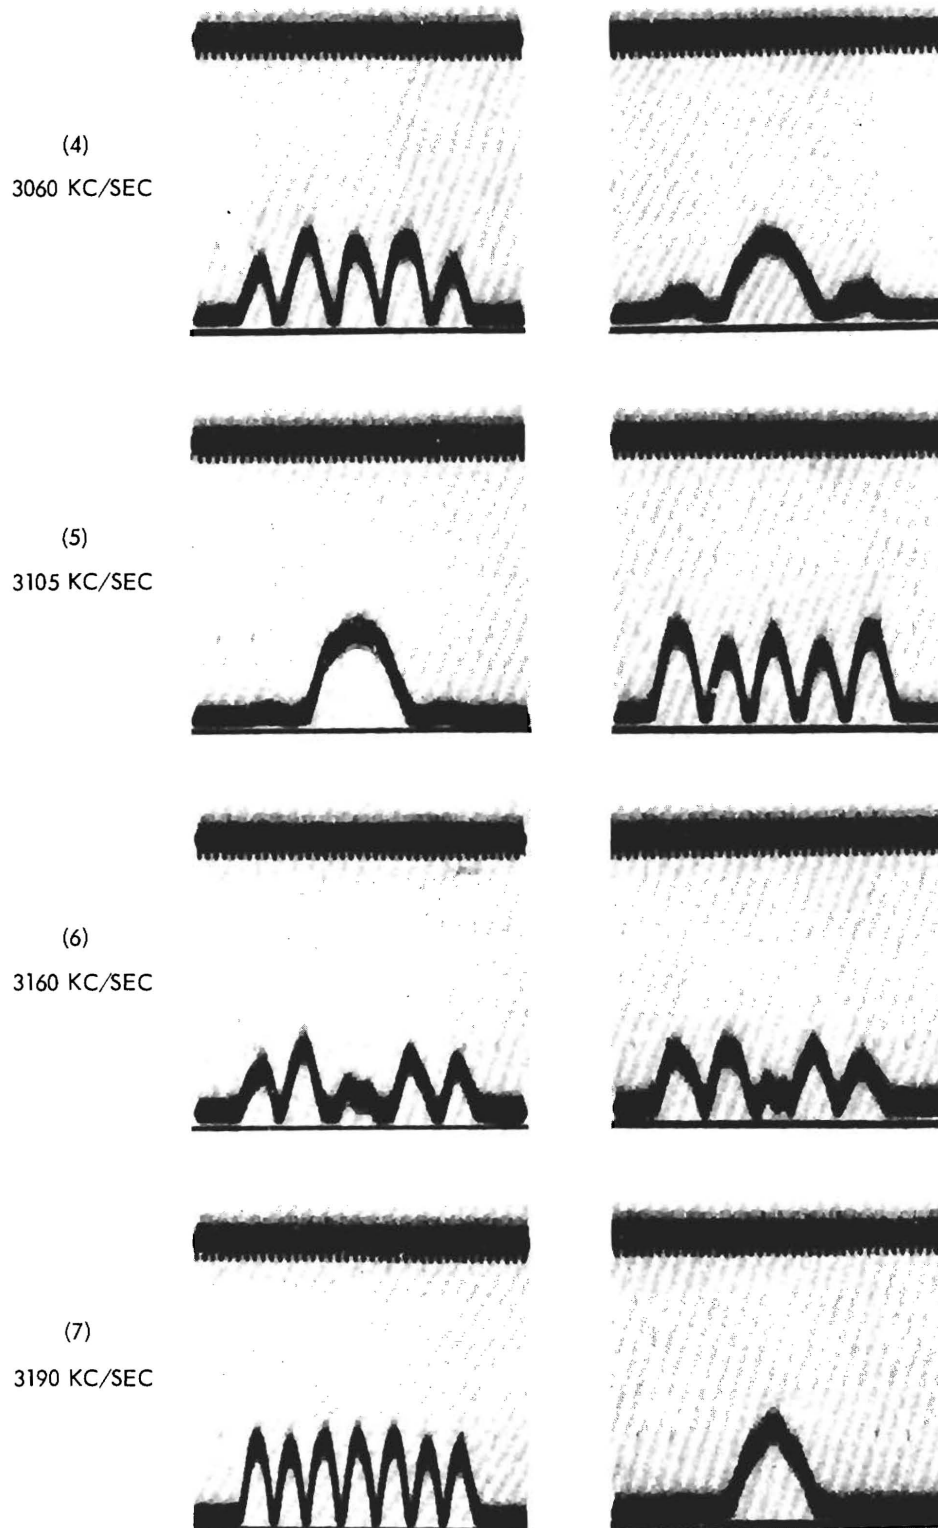 (4)
3060 KC/SEC
(5)
3105 KC/SEC
(6)
3160 KC/SEC
(7)
3190 KC/SEC